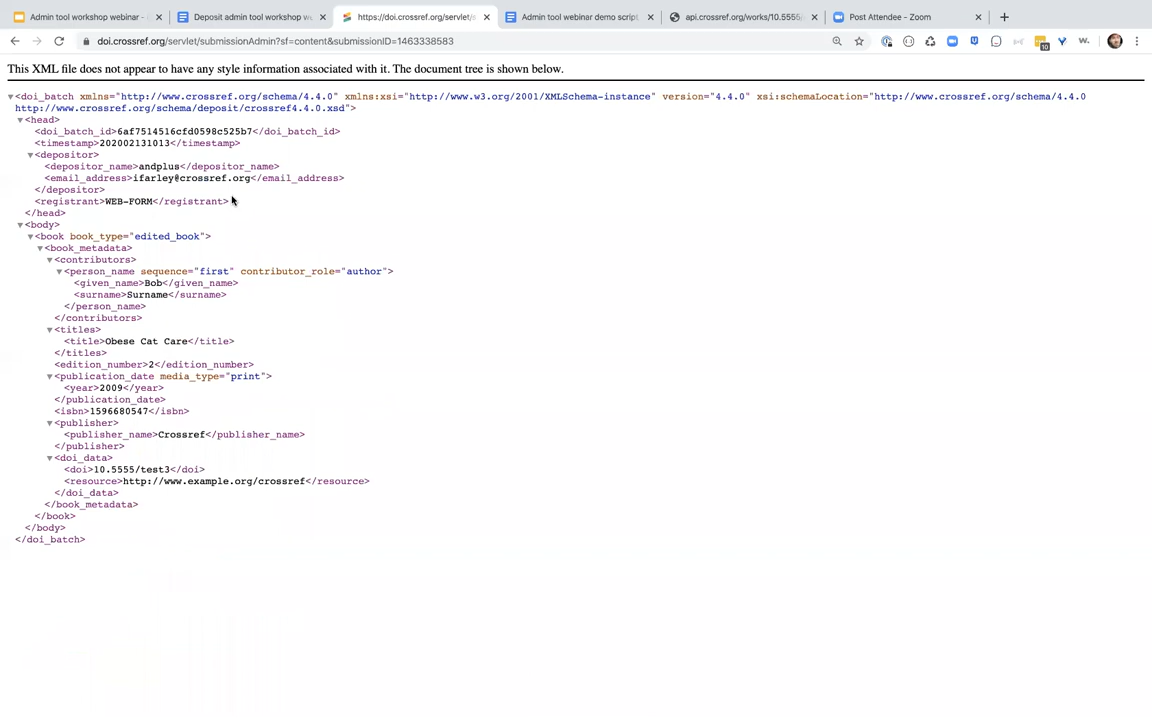 Admin tool workshop webinar -
Deposit admin tool workshop w
https://doi.crossref.org/servlet/s
Admin tool webinar demo script
api.crossref.org/works/10.5555/
Post Attendee - Zoom
doi.crossref.org/servlet/submissionAdmin?sf=content&submissionID=1463338583
W.
10
This XML file does not appear to have any style information associated with it. The document tree is shown below.
<doi_batch xmlns="http://www.crossref.org/schema/4.4.0" xmlns:xsi="http://www.w3.org/2001/XMLSchema-instance" version="4.4.0" xsi:schemaLocation="http://www.crossref.org/schema/4.4.0
http://www.crossref.org/schema/deposit/crossref4.4.0.xsd">
<head>
<doi_batch_id>6af7514516cfd0598c525b7</doi_batch_id>
<timestamp>202002131013</timestamp>
<depositor>
<depositor_name>andplus</depositor_name>
<email_address>ifarley@crossref.org</email_address>
</depositor>
<registrant>WEB-FORM</registrant>
</head>
<body>
<book book_type="edited_book">
<book_metadata>
<contributors>
<person_name sequence="first" contributor_role="author">
<given_name>Bob</given_name>
<surname>Surname</surname>
</person_name>
</contributors>
<titles>
<title>Obese Cat Care</title>
</titles>
<edition_number>2</edition_number>
<publication_date media_type="print">
<year>2009</year>
</publication_date>
<isbn>1596680547</isbn>
<publisher>
<publisher_name>Crossref</publisher_name>
</publisher>
<doi_data>
<doi>10.5555/test3</doi>
<resource>http://www.example.org/crossref</resource>
</doi_data>
</book_metadata>
</book>
</body>
</doi_batch>